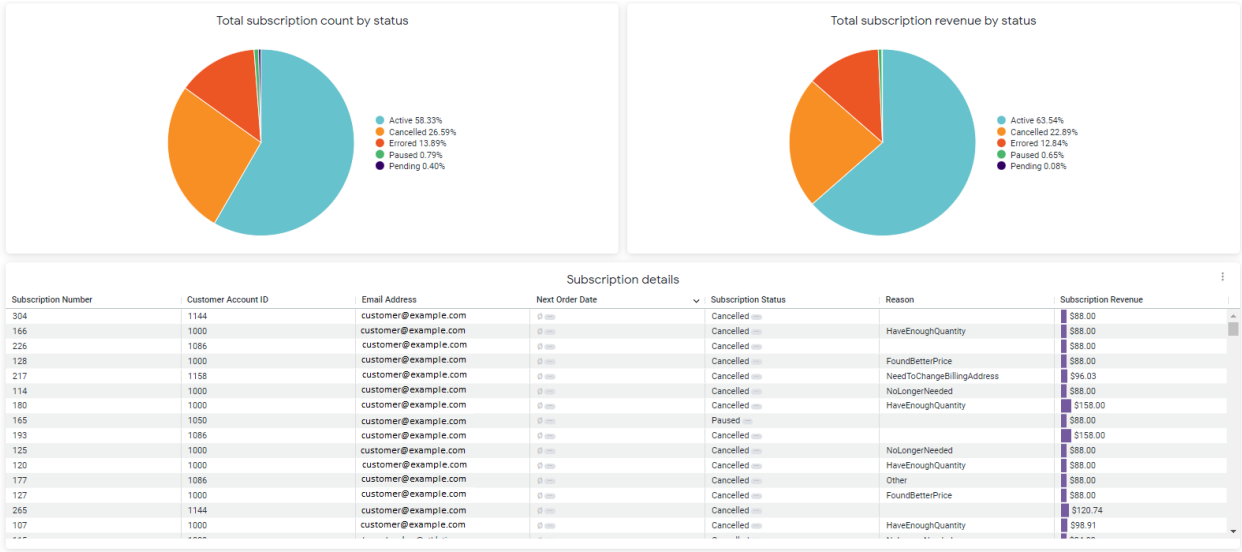 Total subscription count by status
Active 58.33%
Cancelled 26.59%
Errored 13.89%
Paused 0.79%
Pending 0.40%
Total subscription revenue by status
Active 63.54%
Cancelled 22.89%
Errored 12.84%
Paused 0.65%
Pending 0.08%
Subscription details
Subscription Number Customer Account ID Email Address Next Order Date Subscription Status Reason Subscription Revenue
304 1144 customer@example.com Ø Cancelled $88.00
166 1000 customer@example.com Ø Cancelled HaveEnoughQuantity $88.00
226 1086 customer@example.com Ø Cancelled $88.00
128 1000 customer@example.com Ø Cancelled FoundBetterPrice $88.00
217 1158 customer@example.com Ø Cancelled NeedToChangeBillingAddress $96.03
114 1000 customer@example.com Ø Cancelled NoLongerNeeded $88.00
180 1000 customer@example.com Ø Cancelled HaveEnoughQuantity $158.00
165 1050 customer@example.com Ø Paused $88.00
193 1086 customer@example.com Ø Cancelled $158.00
125 1000 customer@example.com Ø Cancelled NoLongerNeeded $88.00
120 1000 customer@example.com Ø Cancelled HaveEnoughQuantity $88.00
177 1086 customer@example.com Ø Cancelled Other $88.00
127 1000 customer@example.com Ø Cancelled FoundBetterPrice $88.00
265 1144 customer@example.com Ø Cancelled $120.74
107 1000 customer@example.com Ø Cancelled HaveEnoughQuantity $98.91